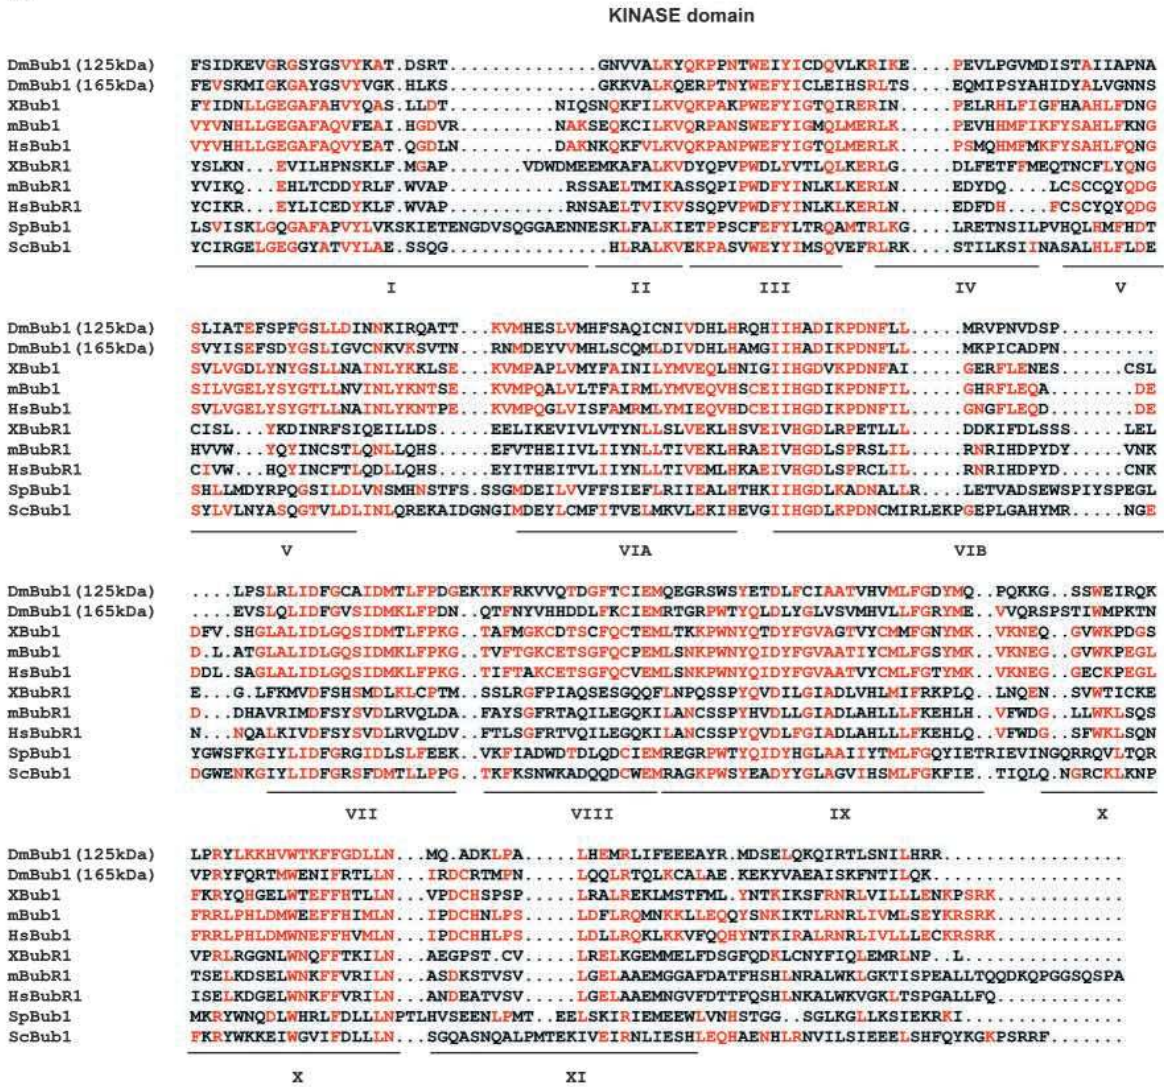 KINASE domain
DmBub1(125kDa) FSIDKEVGRGSYGSVYKAT.DSRT..............GNVVALKYQKPPNTWEIYICDQVLKRIKE....PEVLPGVMDISTAIIAPNA
DmBub1(165kDa) FEVSKMIGKGAYGSVYVGK.HLKS..............GKKVALKQERPTNYWEFYICLEIHSRLTS....EQMIPSYAHIDYALVGNNS
XBub1 FYIDNLLGEGAFAHVYQAS.LLDT..........NIQSNQKFILKVQKPAKPWEFYIGTQIRERIN.....PELRHLFIGFHAAHLFDNG
mBub1 VYVNHLLGEGAFAQVFEAI.HGDVR.........NAKSEQKCILKVQRPANSWEFYIGMQLMERLK.....PEVHHMFIKFYSAHLFKNG
HsBub1 VYVHHLLGEGAFAQVYEAT.QGDLN.........DAKNKQKFVLKVQKPANPWEFYIGTQLMERLK.....PSMQHMFMKFYSAHLFQNG
XBubR1 YSLKN...EVILHPNSKLF.MGAP.......VDWDMEEMKAFALKVDYQPVPWDLYVTLQLKERLG.....DLFETFFMEQTNCFLYQNG
mBubR1 YVIKQ...EHLTCDDYRLF.WVAP...........RSSAELTMIKASSQPIPWDFYINLKLKERLN.....EDYDQ...LCSCCQYQDG
HsBubR1 YCIKR...EYLICEDYKLF.WVAP...........RNSAELTVIKVSSQPVPWDFYINLKLKERLN.....EDFDH...FCSCYQYQDG
SpBub1 LSVISKLGQGAFAPVYLVKSKIETENGDVSQGGAENNESKLFALKIETPPSCFEFYLTRQAMTRLKG...LRETNSILPVHQLHMFHDT
ScBub1 YCIRGELGEGGYATVYLAE.SSQG..............HLRALKVEKPASVWEYYIMSQVEFRLRK....STILKSIINASALHLFLDE
I II III IV V
DmBub1(125kDa) SLIATEFSPFGSLLDINNKIRQATT...KVMHESLVMHFSAQICNIVDHLHRQHIIHADIKPDNFLL.....MRVPNVDSP.........
DmBub1(165kDa) SVYISEFSDYGSLIGVCNKVKSVTN...RNMDEYVVMHLSCQMLDIVDHLHAMGIIHADIKPDNFLL.....MKPICADPN.........
XBub1 SVLVGDLYNYGSLLNAINLYKKLSE...KVMPAPLVMYFAINILYMVEQLHNIGIIHGDVKPDNFAI.....GERFLENES......CSL
mBub1 SILVGELYSYGTLLNVINLYKNTSE...KVMPQALVLTFAIRMLYMVEQVHSCEIIHGDIKPDNFIL.....GHRFLEQA........DE
HsBub1 SVLVGELYSYGTLLNAINLYKNTPE...KVMPQGLVISFAMRMLYMIEQVHDCEIIHGDIKPDNFIL.....GNGFLEQD........DE
XBubR1 CISL...YKDINRFSIQEILLDS.....EELIKEVIVLVTYNLLSLVEKLHSVEIVHGDLRPETLLL.....DDKIFDLSSS.....LEL
mBubR1 HVVW...YQYINCSTLQNLLQHS.....EFVTHEIIVLIIYNLLTIVEKLHRAEIVHGDLSPRSLIL.....RNRIHDPYDY.....VNK
HsBubR1 CIVW...HQYINCFTLQDLLQHS.....EYITHEITVLIIYNLLTIVEMLHKAEIVHGDLSPRCLIL.....RNRIHDPYD......CNK
SpBub1 SHLLMDYRPQGSILDLVNSMHNSTFS.SSGMDEILVVFFSIEFLRIIEALHTHKIIHGDLKADNALLR....LETVADSEWSPIYSPEGL
ScBub1 SYLVLNYASQGTVLDLINLQREKAIDGNGIMDEYLCMFITVELMKVLEKIHEVGIIHGDLKPDNCMIRLEKPGEPLGAHYMR.....NGE
V VIA VIB
DmBub1(125kDa) ....LPSLRLIDFGCAIDMTLFPDGEKTKFRKVVQTDGFTCIEMQEGRSWSYETDLFCIAATVHVMLFGDYMQ..PQKKG..SSWEIRQK
DmBub1(165kDa) ....EVSLQLIDFGVSIDMKLFPDN..QTFNYVHHDDLFKCIEMRTGRPWTYQLDLYGLVSVMHVLLFGRYME..VVQRSPSTIWMPKTN
XBub1 DFV.SHGLALIDLGQSIDMTLFPKG..TAFMGKCDTSCFQCTEMLTKKPWNYQTDYFGVAGTVYCMMFGNYMK..VKNEQ..GVWKPDGS
mBub1 D.L.ATGLALIDLGQSIDMKLFPKG..TVFTGKCETSGFQCPEMLSNKPWNYQIDYFGVAATIYCMLFGSYMK..VKNEG..GVWKPEGL
HsBub1 DDL.SAGLALIDLGQSIDMKLFPKG..TIFTAKCETSGFQCVEMLSNKPWNYQIDYFGVAATVYCMLFGTYMK..VKNEG..GECKPEGL
XBubR1 E...G.LFKMVDFSHSMDLKLCPTM..SSLRGFPIAQSESGQQFLNPQSSPYQVDILGIADLVHLMIFRKPLQ..LNQEN..SVWTICKE
mBubR1 D...DHAVRIMDFSYSVDLRVQLDA..FAYSGFRTAQILEGQKILANCSSPYHVDLLGIADLAHLLLFKEHLH..VFWDG..LLWKLSQS
HsBubR1 N...NQALKIVDFSYSVDLRVQLDV..FTLSGFRTVQILEGQKILANCSSPYQVDLFGIADLAHLLLFKEHLQ..VFWDG..SFWKLSQN
SpBub1 YGWSFKGIYLIDFGRGIDLSLFEEK..VKFIADWDTDLQDCIEMREGRPWTYQIDYHGLAAIIYTMLFGQYIETRIEVINGQRRQVLTQR
ScBub1 DGWENKGIYLIDFGRSFDMTLLPPG..TKFKSNWKADQQDCWEMRAGKPWSYEADYYGLAGVIHSMLFGKFIE..TIQLQ.NGRCKLKNP
VII VIII IX X
DmBub1(125kDa) LPRYLKKHVWTKFFGDLLN...MQ.ADKLPA.....LHEMRLIFEEEAYR.MDSELQKQIRTLSNILHRR....................
DmBub1(165kDa) VPRYFQRTMWENIFRTLLN...IRDCRTMPN.....LQQLRTQLKCALAE.KEKYVAEAISKFNTILQK.....................
XBub1 FKRYQHGELWTEFFHTLLN...IPDCHSPSP.....LRALREKLMSTFML.YNTKIKSFRNRLVILLLENKPSRK...............
mBub1 FRRLPHLDMWEEFFHIMLN...IPDCHNLPS.....LDFLRQMNKKLLEQQYSNKIKTLRNRLIVMLSEYKRSRK...............
HsBub1 FRRLPHLDMWNEFFHVMLN...IPDCHHLPS.....LDLLRQKLKKVFQQHYTNKIRALRNRLIVLLLECKRSRK...............
XBubR1 VPRLRGGNLWNQFFTKILN...AEGPST.CV.....LRELKGEMMELFDSGFQDKLCNYFIQLEMRLNP.L...................
mBubR1 TSELKDSELWNKFFVRILN...ASDKSTVSV.....LGELAAEMGGAFDATFHSHLNRALWKLGKTISPEALLTQQDKQPGGSQSPA
HsBubR1 ISELKDGELWNKFFVRILN...ANDEATVSV.....LGELAAEMNGVFDTTFQSHLNKALWKVGKLTSPGALLFQ...............
SpBub1 MKRYWNQDLWHRLFDLLLNPTLHVSEENLPMT..EELSKIRIEMEEWLVNHSTGG..SGLKGLLKSIEKRKI..................
ScBub1 FKRYWKKEIWGVIFDLLLN...SGQASNQALPMTEKIVEIRNLIESHLEQHAENHLRNVILSIEEELSHFQYKGKPSRRF..........
X XI